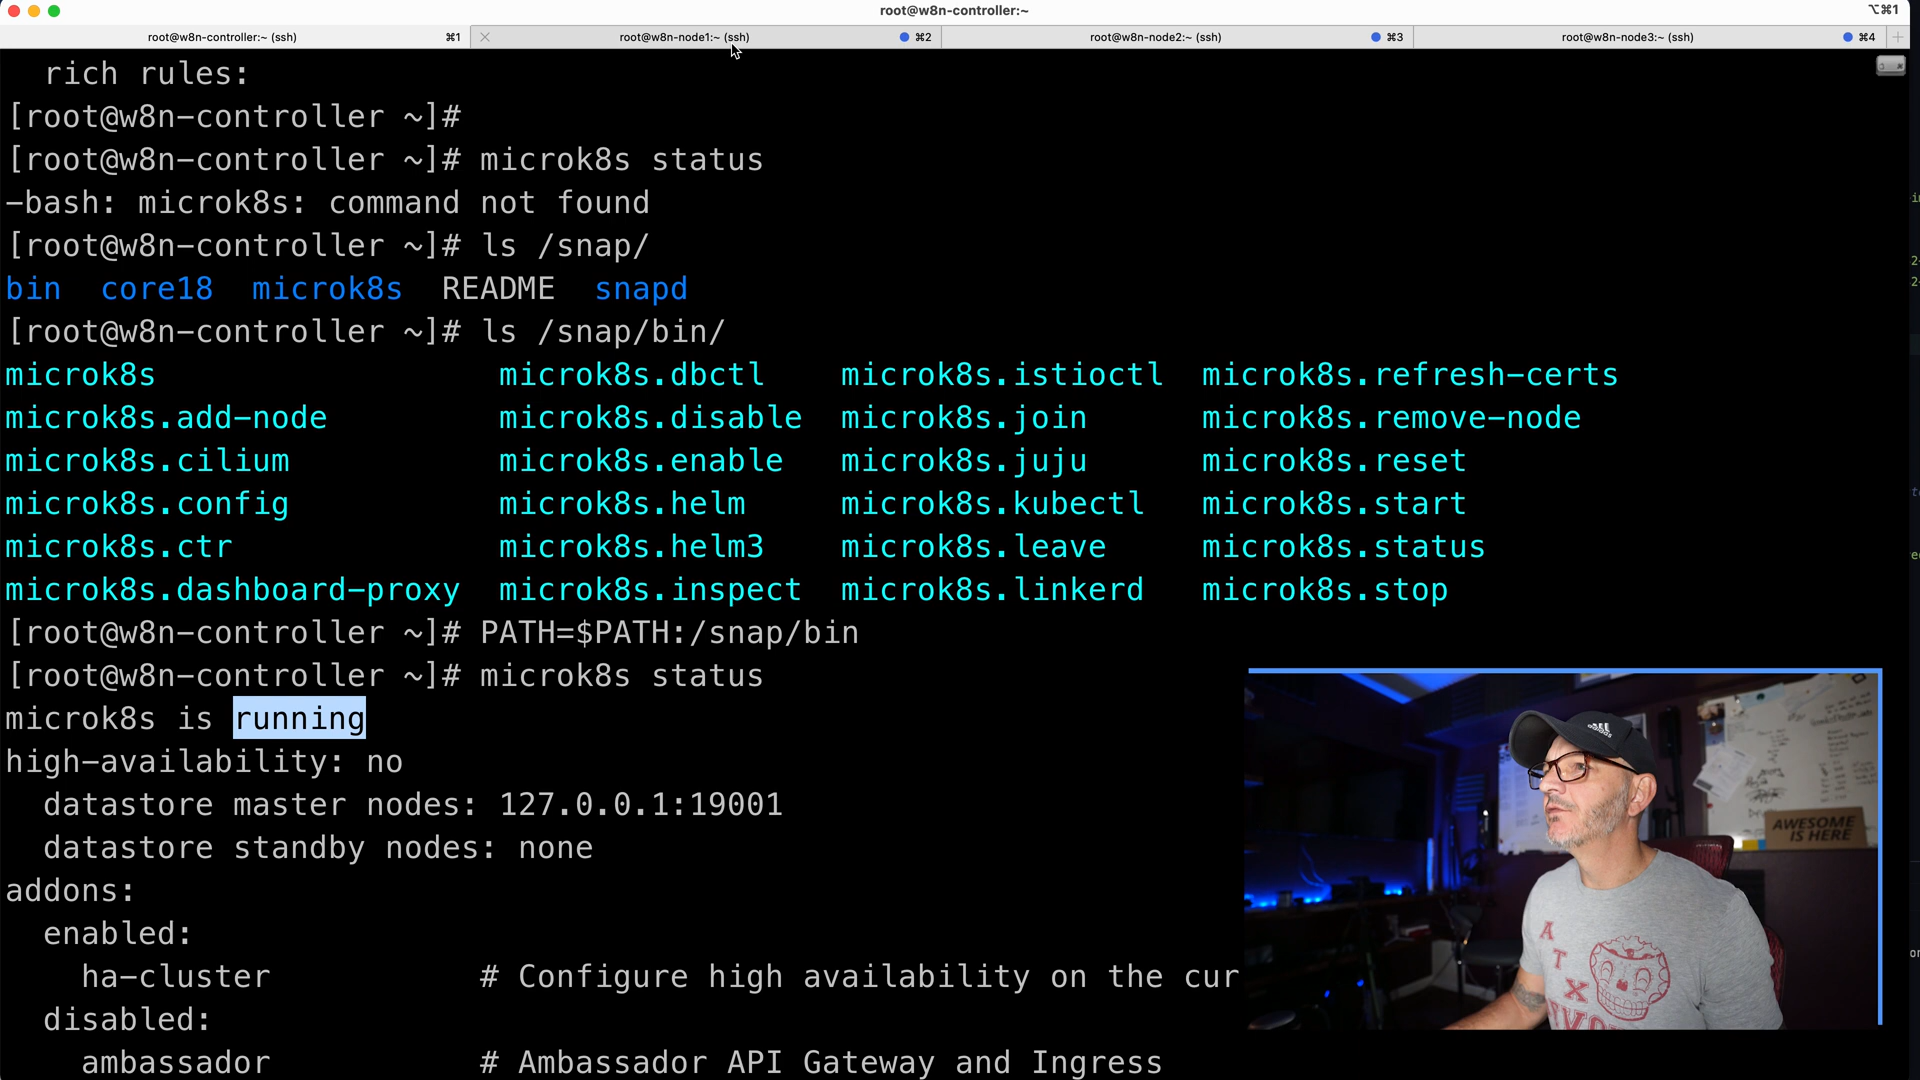 root@w8n-controller:~
⌥⌘1
root@w8n-controller:~ (ssh) ⌘1
root@w8n-node1:~ (ssh) ⌘2
root@w8n-node2:~ (ssh) ⌘3
root@w8n-node3:~ (ssh) ⌘4
rich rules:
[root@w8n-controller ~]#
[root@w8n-controller ~]# microk8s status
-bash: microk8s: command not found
[root@w8n-controller ~]# ls /snap/
bin core18 microk8s README snapd
[root@w8n-controller ~]# ls /snap/bin/
microk8s microk8s.dbctl microk8s.istioctl microk8s.refresh-certs
microk8s.add-node microk8s.disable microk8s.join microk8s.remove-node
microk8s.cilium microk8s.enable microk8s.juju microk8s.reset
microk8s.config microk8s.helm microk8s.kubectl microk8s.start
microk8s.ctr microk8s.helm3 microk8s.leave microk8s.status
microk8s.dashboard-proxy microk8s.inspect microk8s.linkerd microk8s.stop
[root@w8n-controller ~]# PATH=$PATH:/snap/bin
[root@w8n-controller ~]# microk8s status
microk8s is running
high-availability: no
datastore master nodes: 127.0.0.1:19001
datastore standby nodes: none
addons:
enabled:
ha-cluster # Configure high availability on the cur
disabled:
ambassador # Ambassador API Gateway and Ingress
AWESOME
IS HERE
adidas
ATX